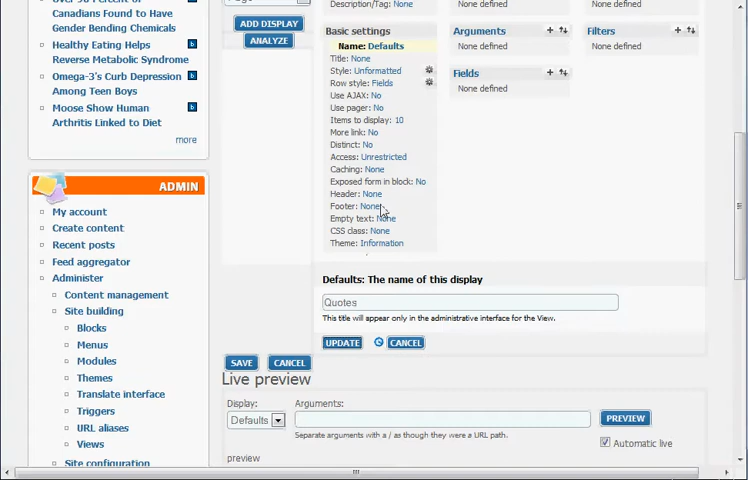 Over 90 Percent of
Canadians Found to Have
Gender Bending Chemicals
Healthy Eating Helps
Reverse Metabolic Syndrome
Omega-3's Curb Depression
Among Teen Boys
Moose Show Human
Arthritis Linked to Diet
more
ADMIN
My account
Create content
Recent posts
Feed aggregator
Administer
Content management
Site building
Blocks
Menus
Modules
Themes
Translate interface
Triggers
URL aliases
Views
Site configuration
Page
ADD DISPLAY
ANALYZE
Description/Tag: None
Basic settings
Name: Defaults
Title: None
Style: Unformatted
Row style: Fields
Use AJAX: No
Use pager: No
Items to display: 10
More link: No
Distinct: No
Access: Unrestricted
Caching: None
Exposed form in block: No
Header: None
Footer: None
Empty text: None
CSS class: None
Theme: Information
None defined
Arguments
None defined
Fields
None defined
None defined
Filters
None defined
Defaults: The name of this display
Quotes
This title will appear only in the administrative interface for the View.
UPDATE
CANCEL
SAVE
CANCEL
Live preview
Display:
Defaults
Arguments:
PREVIEW
Separate arguments with a / as though they were a URL path.
Automatic live
preview